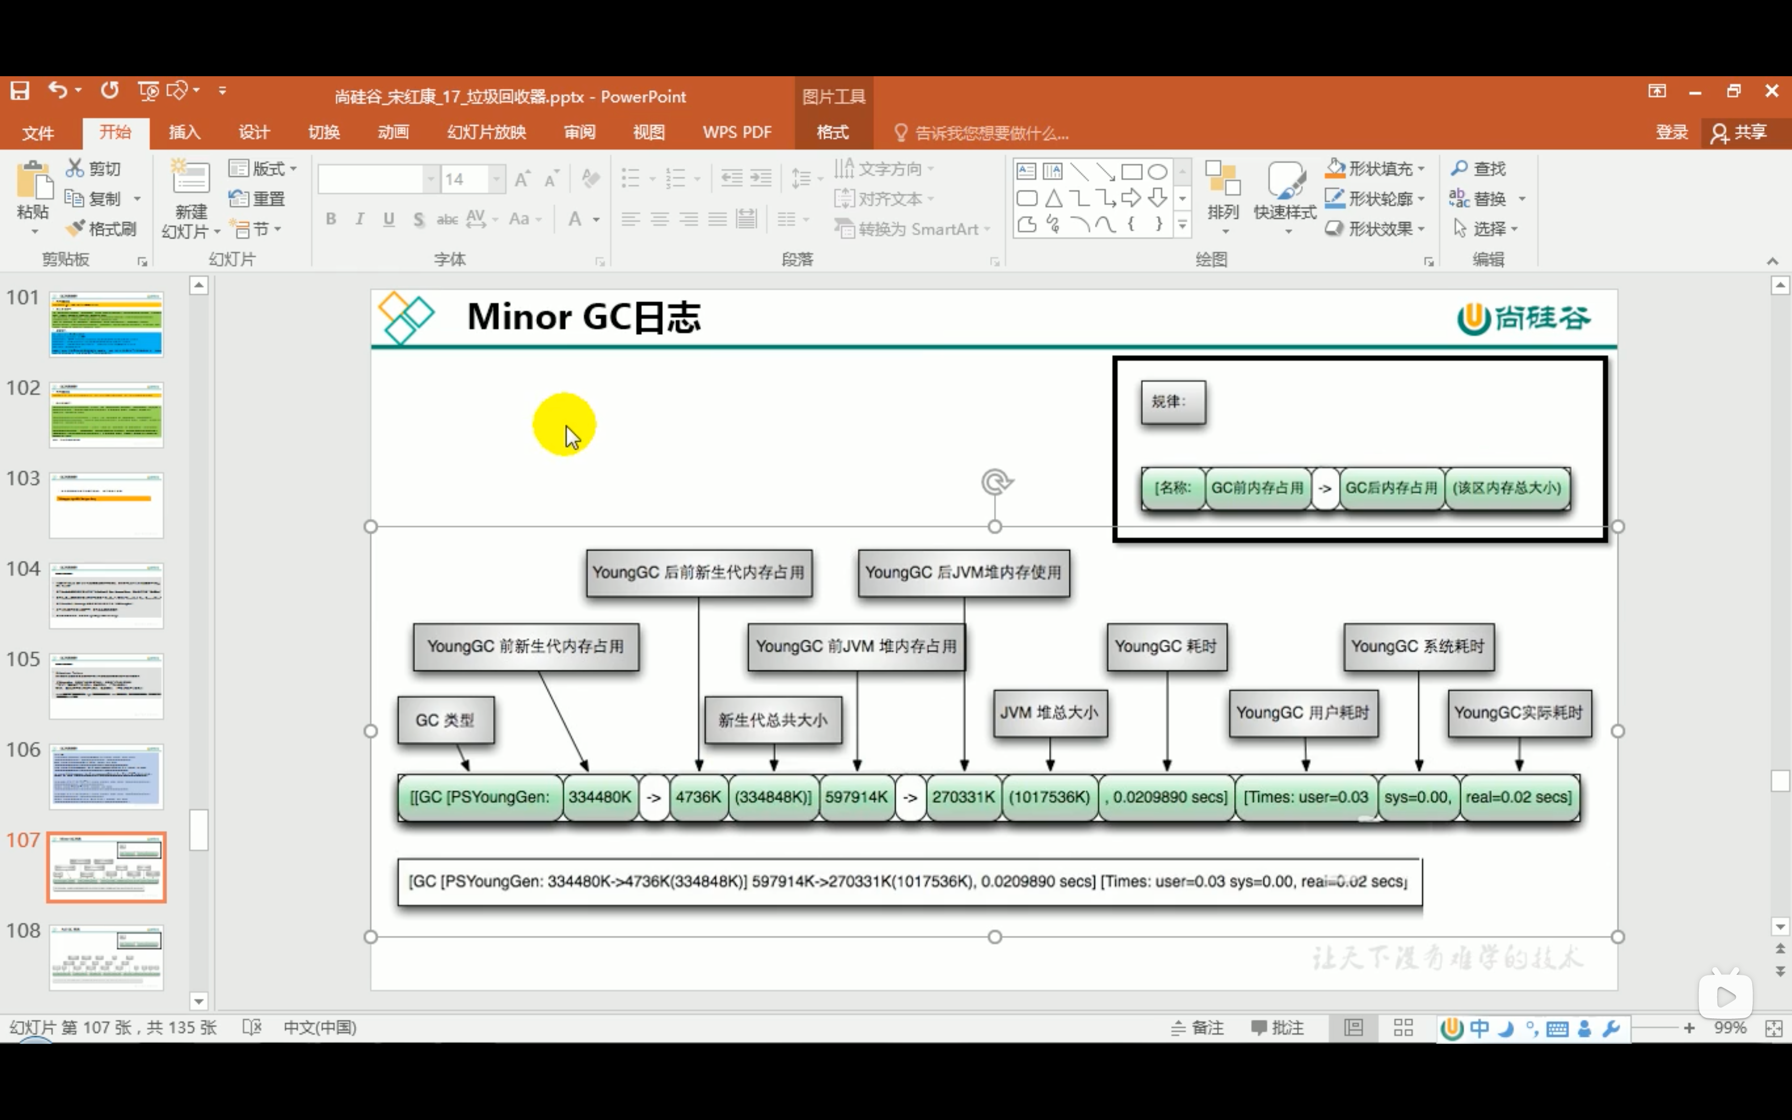 尚硅谷_宋红康_17_垃圾回收器.pptx - PowerPoint
图片工具
文件 开始 插入 设计 切换 动画 幻灯片放映 审阅 视图 WPS PDF 格式 告诉我您想要做什么... 登录 共享
粘贴 剪切 复制 格式刷
剪贴板
新建幻灯片 版式 重置 节
幻灯片
14
B I U S abc AV Aa A
字体
文字方向 对齐文本 转换为 SmartArt
段落
排列 快速样式 形状填充 形状轮廓 形状效果
绘图
查找 替换 选择
编辑
101
102
103
104
105
106
107
108
Minor GC日志
尚硅谷
规律:
[名称: GC前内存占用 -> GC后内存占用 (该区内存总大小)
YoungGC 后前新生代内存占用 YoungGC 后JVM堆内存使用
YoungGC 前新生代内存占用 YoungGC 前JVM 堆内存占用 YoungGC 耗时 YoungGC 系统耗时
GC 类型 新生代总共大小 JVM 堆总大小 YoungGC 用户耗时 YoungGC实际耗时
[[GC [PSYoungGen: 334480K -> 4736K (334848K)] 597914K -> 270331K (1017536K) , 0.0209890 secs] [Times: user=0.03 sys=0.00, real=0.02 secs]
[GC [PSYoungGen: 334480K->4736K(334848K)] 597914K->270331K(1017536K), 0.0209890 secs] [Times: user=0.03 sys=0.00, real=0.02 secs]
让天下没有难学的技术
幻灯片 第 107 张，共 135 张 中文(中国) 备注 批注 中 99%